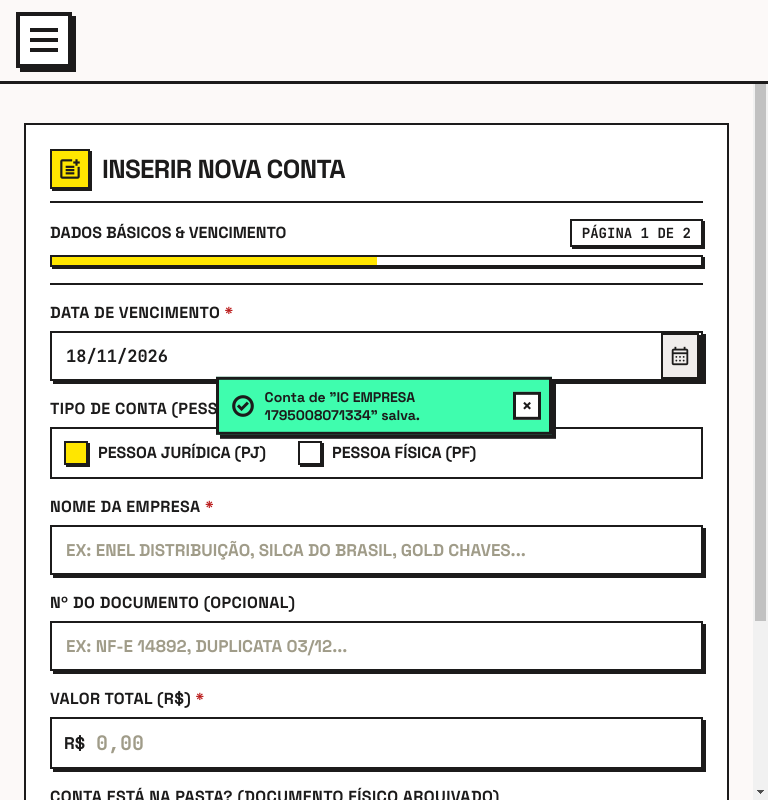 INSERIR NOVA CONTA
DADOS BÁSICOS & VENCIMENTO
PÁGINA 1 DE 2
DATA DE VENCIMENTO *
18/11/2026
Conta de "IC EMPRESA
1795008071334" salva.
TIPO DE CONTA (PESS
PESSOA JURÍDICA (PJ)
PESSOA FÍSICA (PF)
NOME DA EMPRESA *
EX: ENEL DISTRIBUIÇÃO, SILCA DO BRASIL, GOLD CHAVES...
Nº DO DOCUMENTO (OPCIONAL)
EX: NF-E 14892, DUPLICATA 03/12...
VALOR TOTAL (R$) *
R$ 0,00
CONTA ESTÁ NA PASTA? (DOCUMENTO FÍSICO ARQUIVADO)